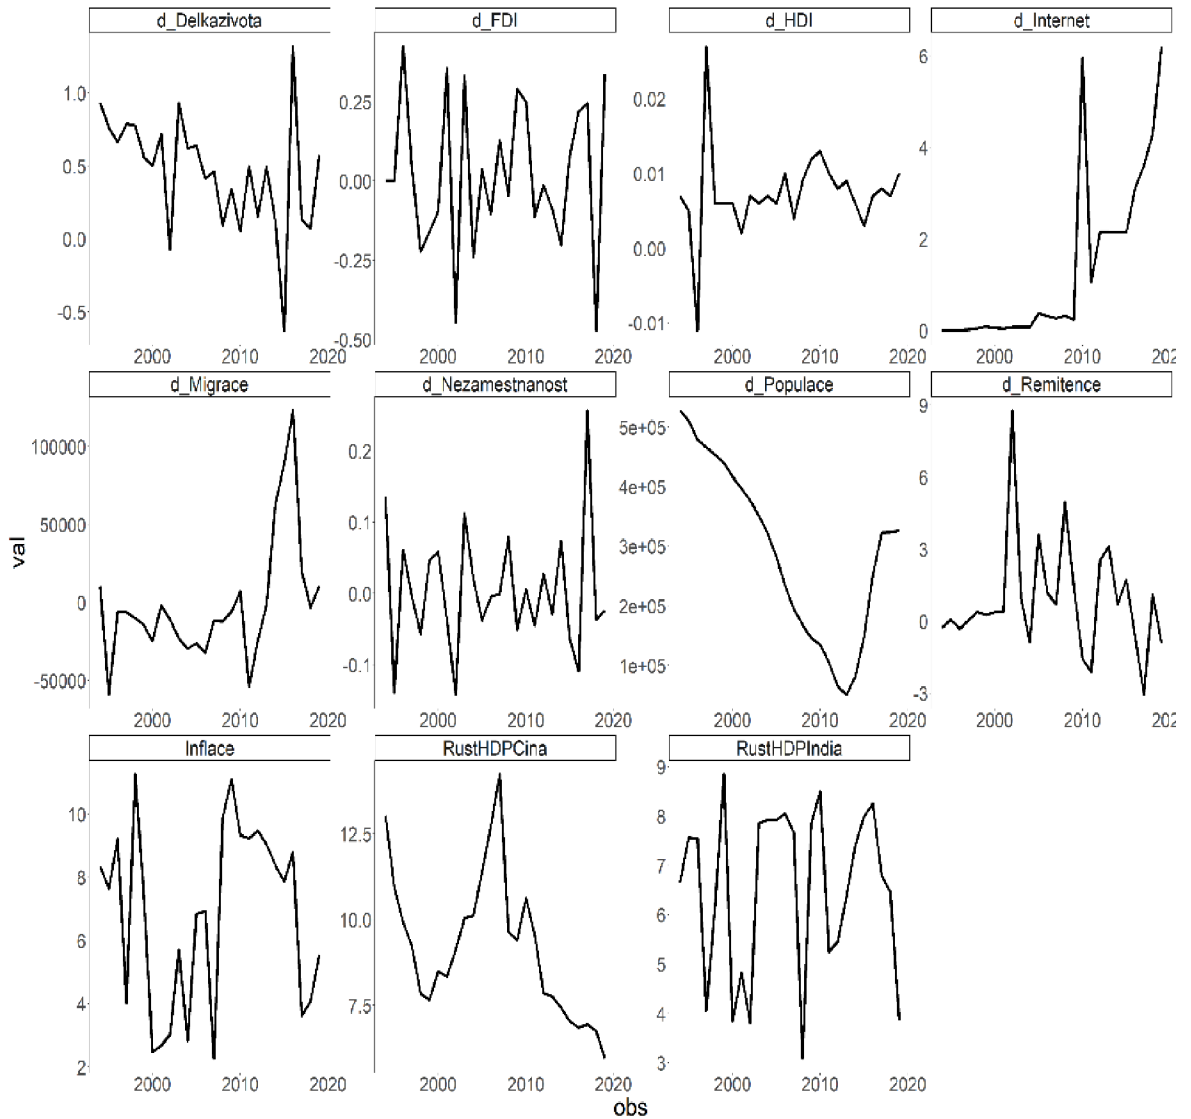 d_Delkazivota
d_FDI
d_HDI
d_Internet
1.0
0.5
0.0
-0.5
0.25
0.00
-0.25
-0.50
0.02
0.01
0.00
-0.01
6
4
2
0
2000 2010 2020
2000 2010 2020
2000 2010 2020
2000 2010 202
d_Migrace
d_Nezamestnanost
d_Populace
d_Remitence
100000
50000
0
-50000
0.2
0.1
0.0
-0.1
5e+05
4e+05
3e+05
2e+05
1e+05
9
6
3
0
-3
2000 2010 2020
2000 2010 2020
2000 2010 2020
2000 2010 202
Inflace
RustHDPCina
RustHDPIndia
10
8
6
4
2
12.5
10.0
7.5
9
8
7
6
5
4
3
2000 2010 2020
2000 2010 2020
2000 2010 2020
val
obs